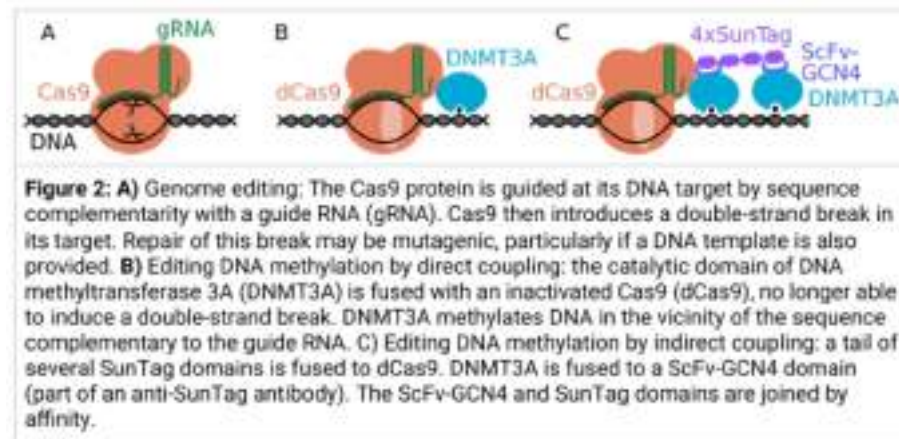 A
gRNA
Cas9
DNA
B
DNMT3A
dCas9
C
4xSunTag
ScFv-
GCN4
dCas9
DNMT3A
Figure 2: A) Genome editing: The Cas9 protein is guided at its DNA target by sequence
complementarity with a guide RNA (gRNA). Cas9 then introduces a double-strand break in
its target. Repair of this break may be mutagenic, particularly if a DNA template is also
provided. B) Editing DNA methylation by direct coupling: the catalytic domain of DNA
methyltransferase 3A (DNMT3A) is fused with an inactivated Cas9 (dCas9), no longer able
to induce a double-strand break. DNMT3A methylates DNA in the vicinity of the sequence
complementary to the guide RNA. C) Editing DNA methylation by indirect coupling: a tail of
several SunTag domains is fused to dCas9. DNMT3A is fused to a ScFv-GCN4 domain
(part of an anti-SunTag antibody). The ScFv-GCN4 and SunTag domains are joined by
affinity.